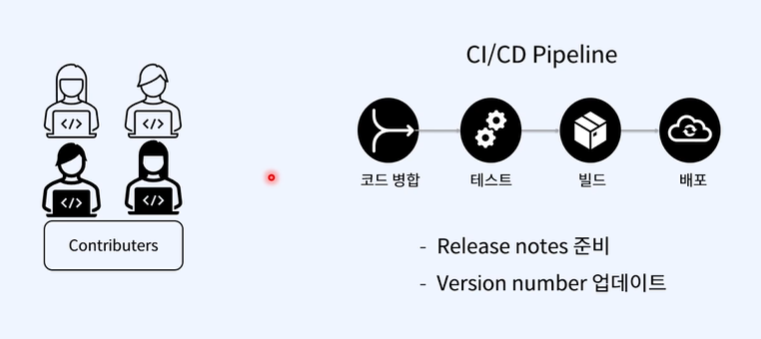 CI/CD Pipeline
</>
</>
</>
</>
코드 병합
테스트
빌드
배포
Contributers
- Release notes 준비
- Version number 업데이트